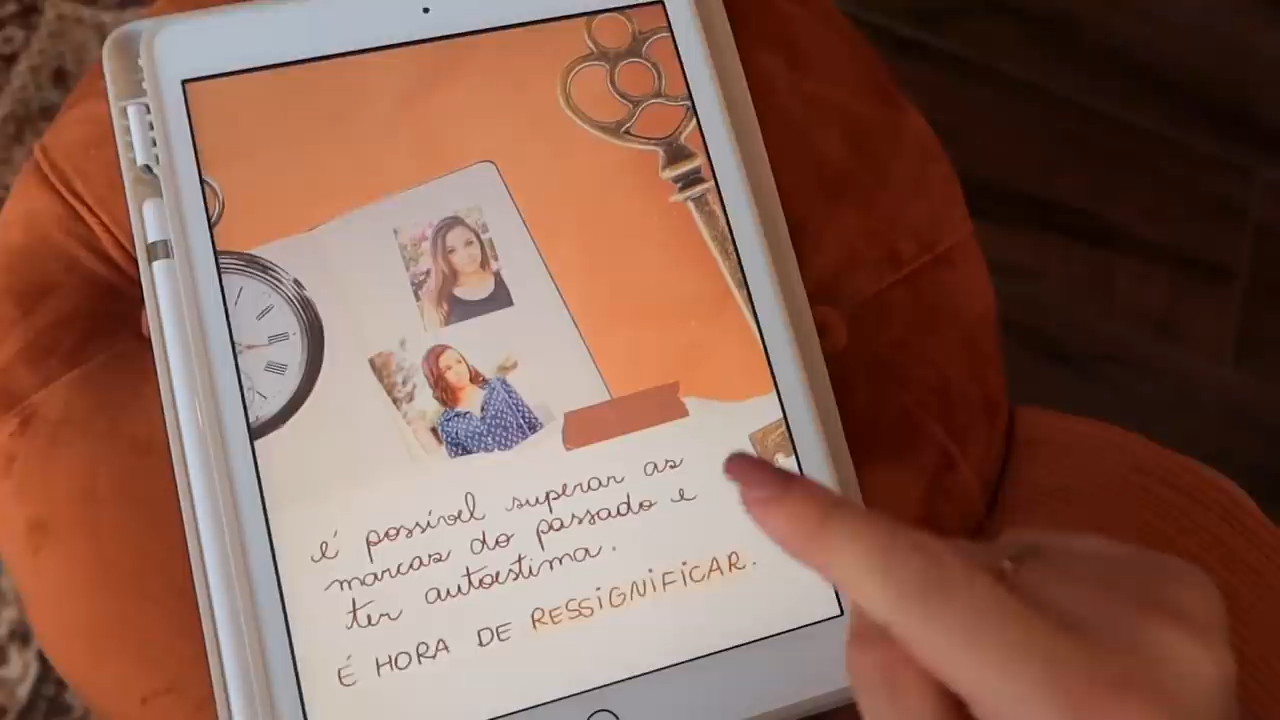 é possível superar as
marcas do passado e
ter autoestima.
É HORA DE RESSIGNIFICAR.